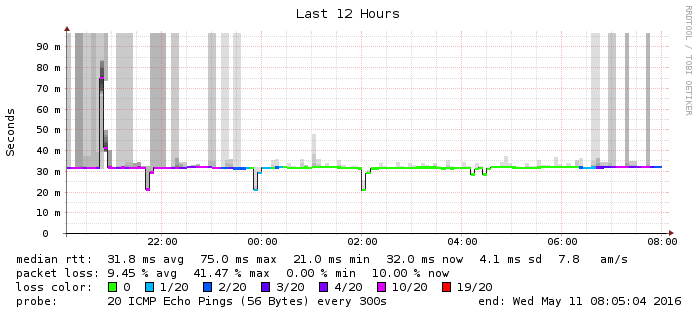 Last 12 Hours
RRDTOOL / TOBI OETIKER
Seconds
90 m
80 m
70 m
60 m
50 m
40 m
30 m
20 m
10 m
0
22:00 00:00 02:00 04:00 06:00 08:00
median rtt: 31.8 ms avg 75.0 ms max 21.0 ms min 32.0 ms now 4.1 ms sd 7.8 am/s
packet loss: 9.45 % avg 41.47 % max 0.00 % min 10.00 % now
loss color: 0 1/20 2/20 3/20 4/20 10/20 19/20
probe: 20 ICMP Echo Pings (56 Bytes) every 300s end: Wed May 11 08:05:04 2016